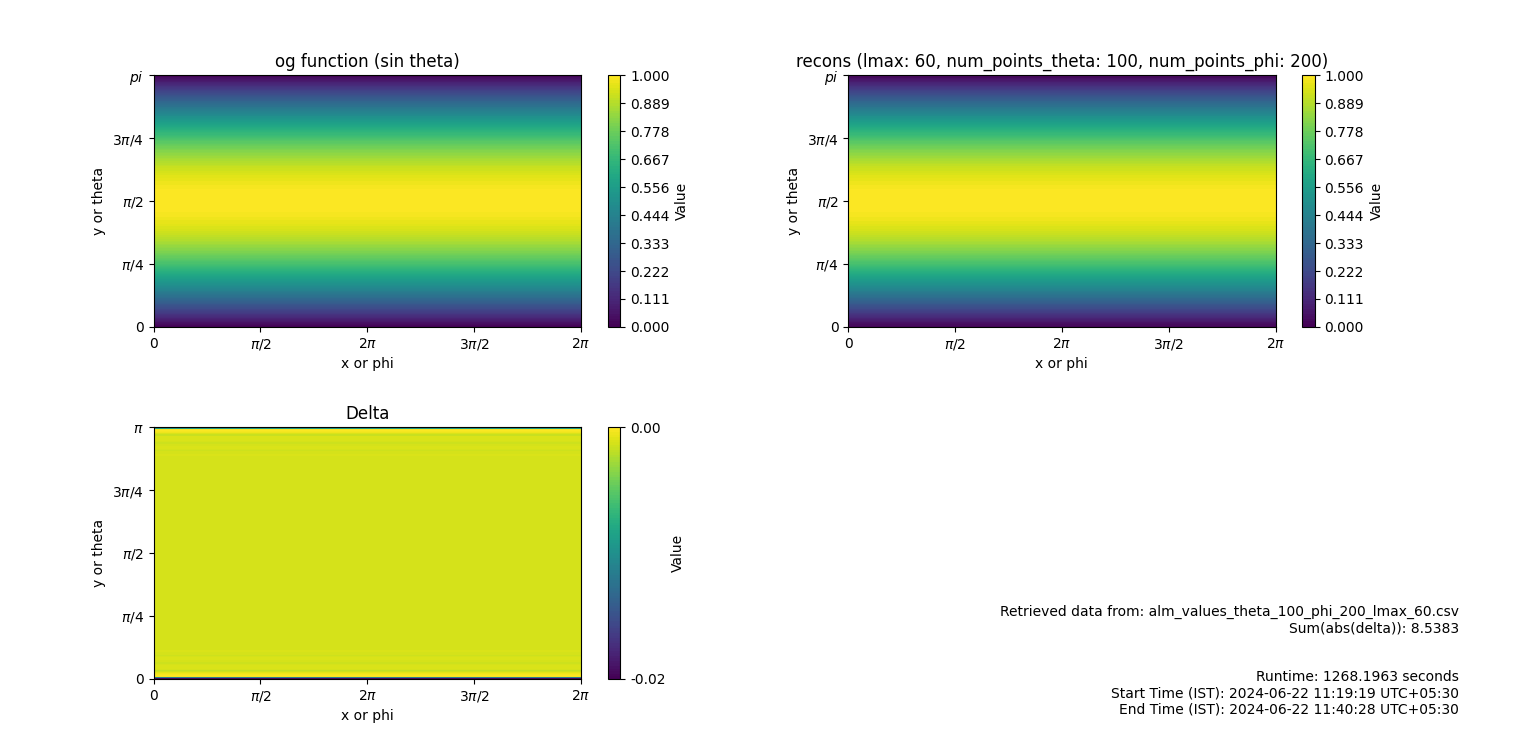 og function (sin theta)
pi
3π/4
π/2
π/4
0
y or theta
0
π/2
2π
3π/2
2π
x or phi
1.000
0.889
0.778
0.667
0.556
0.444
0.333
0.222
0.111
0.000
Value
recons (lmax: 60, num_points_theta: 100, num_points_phi: 200)
pi
3π/4
π/2
π/4
0
y or theta
0
π/2
2π
3π/2
2π
x or phi
1.000
0.889
0.778
0.667
0.556
0.444
0.333
0.222
0.111
0.000
Value
Delta
π
3π/4
π/2
π/4
0
y or theta
0
π/2
2π
3π/2
2π
x or phi
0.00
-0.02
Value
Retrieved data from: alm_values_theta_100_phi_200_lmax_60.csv
Sum(abs(delta)): 8.5383
Runtime: 1268.1963 seconds
Start Time (IST): 2024-06-22 11:19:19 UTC+05:30
End Time (IST): 2024-06-22 11:40:28 UTC+05:30